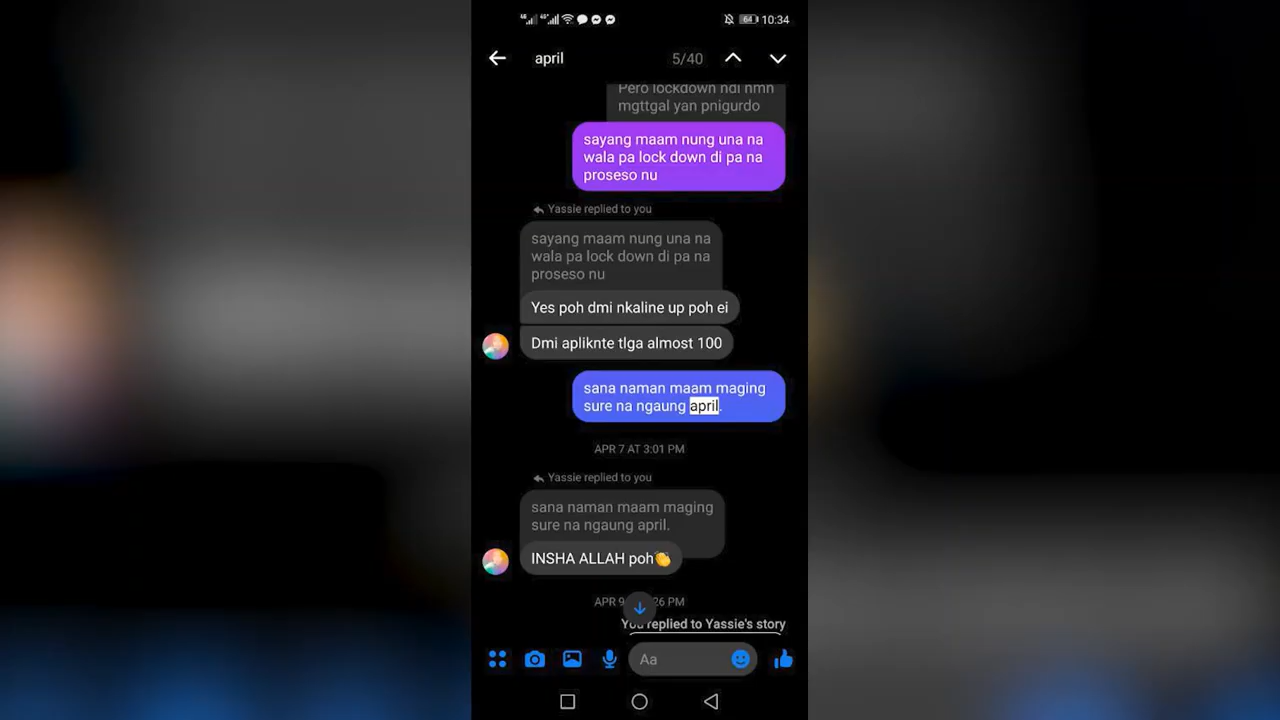 10:34
64
april
5/40
Pero lockdown ndi nmn
mgttgal yan pnigurdo
sayang maam nung una na
wala pa lock down di pa na
proseso nu
Yassie replied to you
sayang maam nung una na
wala pa lock down di pa na
proseso nu
Yes poh dmi nkaline up poh ei
Dmi apliknte tlga almost 100
sana naman maam maging
sure na ngaung april.
APR 7 AT 3:01 PM
Yassie replied to you
sana naman maam maging
sure na ngaung april.
INSHA ALLAH poh👏
APR 9 26 PM
You replied to Yassie's story
Aa